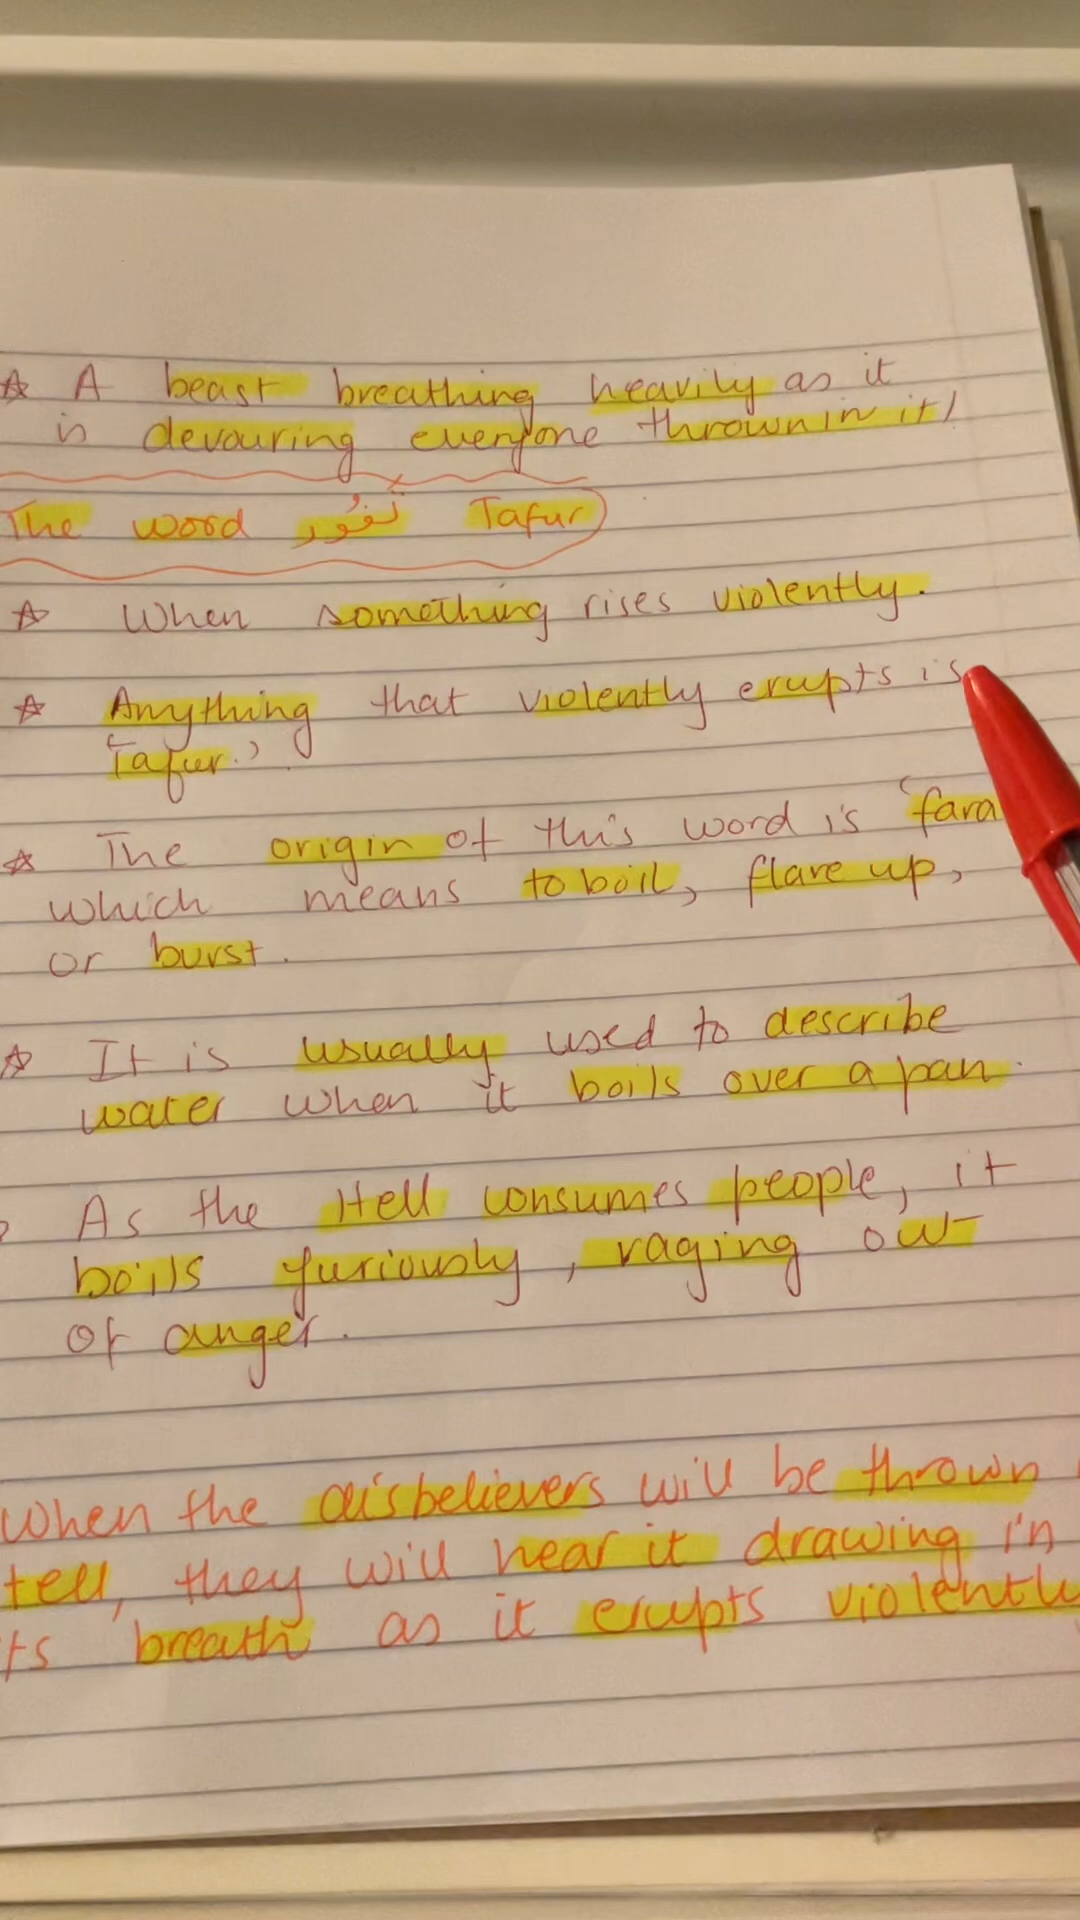 ☆ A beast breathing heavily as it
is devouring everyone thrown in it!
The word تَفُور Tafur
☆ When something rises violently.
☆ Anything that violently erupts is
'Tafur.'
☆ The origin of this word is 'fara
which means to boil, flare up,
or burst.
☆ It is usually used to describe
water when it boils over a pan.
As the Hell consumes people, it
boils furiously, raging out
of anger.
When the disbelievers will be thrown
Hell, they will hear it drawing in
its breath as it erupts violently